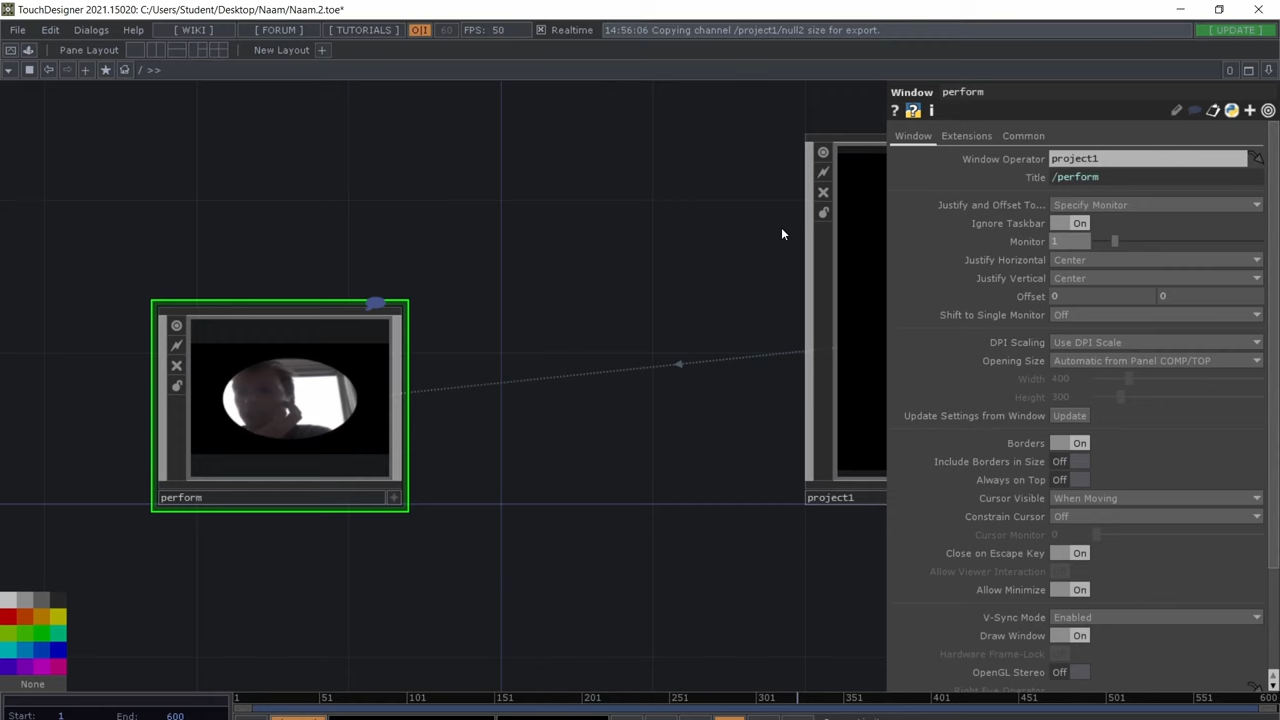 TouchDesigner 2021.15020: C:/Users/Student/Desktop/Naam/Naam.2.toe*
File Edit Dialogs Help [ WIKI ] [ FORUM ] [ TUTORIALS ] O|I 60 FPS: 50 Realtime 14:56:06 Copying channel /project1/null2 size for export. [ UPDATE ]
Pane Layout New Layout +
/ >> 0
Window perform
? ? i
Window Extensions Common
Window Operator project1
Title /perform
Justify and Offset To... Specify Monitor
Ignore Taskbar On
Monitor 1
Justify Horizontal Center
Justify Vertical Center
Offset 0 0
Shift to Single Monitor Off
DPI Scaling Use DPI Scale
Opening Size Automatic from Panel COMP/TOP
Width 400
Height 300
Update Settings from Window Update
Borders On
Include Borders in Size Off
Always on Top Off
Cursor Visible When Moving
Constrain Cursor Off
Cursor Monitor 0
Close on Escape Key On
Allow Viewer Interaction
Allow Minimize On
V-Sync Mode Enabled
Draw Window On
Hardware Frame-Lock
OpenGL Stereo Off
perform
project1
None
1 51 101 151 201 251 301 351 401 451 501 551 600
Start: 1 End: 600